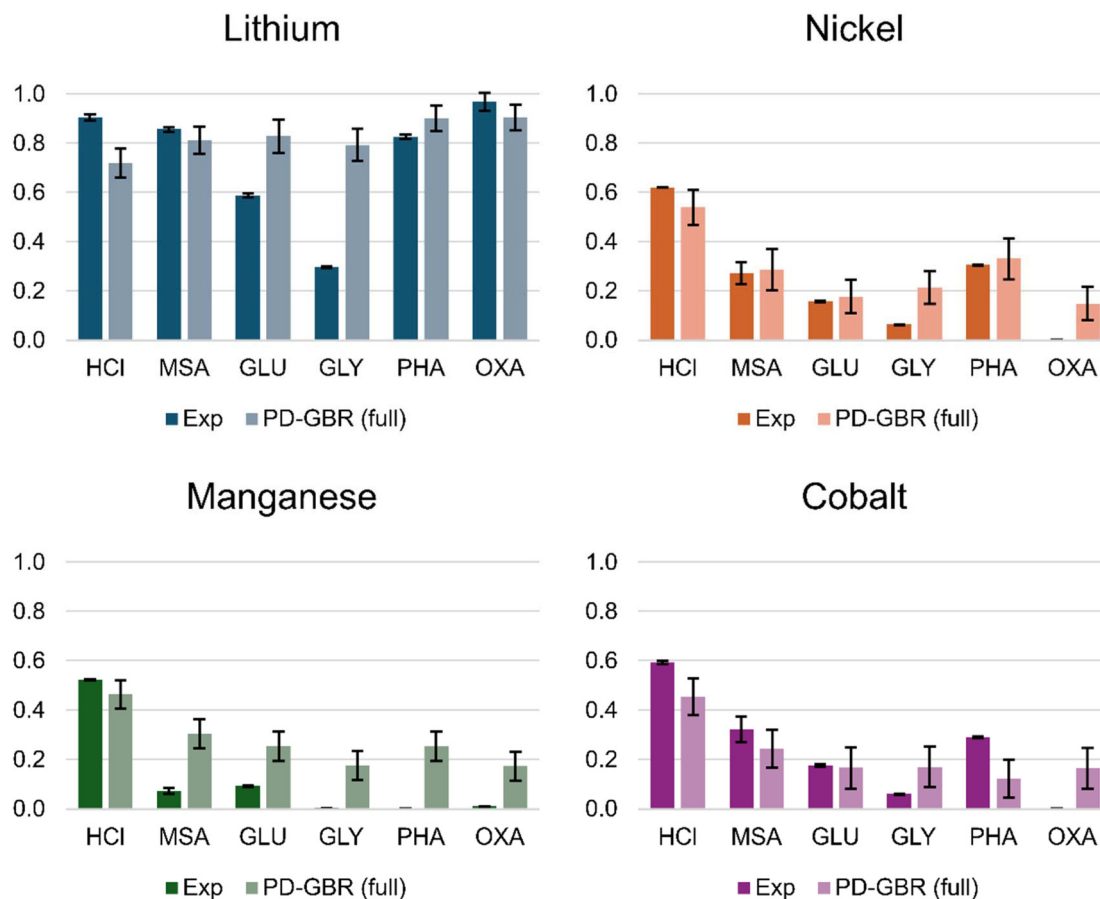 Lithium
1.0
0.8
0.6
0.4
0.2
0.0
HCl MSA GLU GLY PHA OXA
Exp PD-GBR (full)
Nickel
1.0
0.8
0.6
0.4
0.2
0.0
HCl MSA GLU GLY PHA OXA
Exp PD-GBR (full)
Manganese
1.0
0.8
0.6
0.4
0.2
0.0
HCl MSA GLU GLY PHA OXA
Exp PD-GBR (full)
Cobalt
1.0
0.8
0.6
0.4
0.2
0.0
HCl MSA GLU GLY PHA OXA
Exp PD-GBR (full)